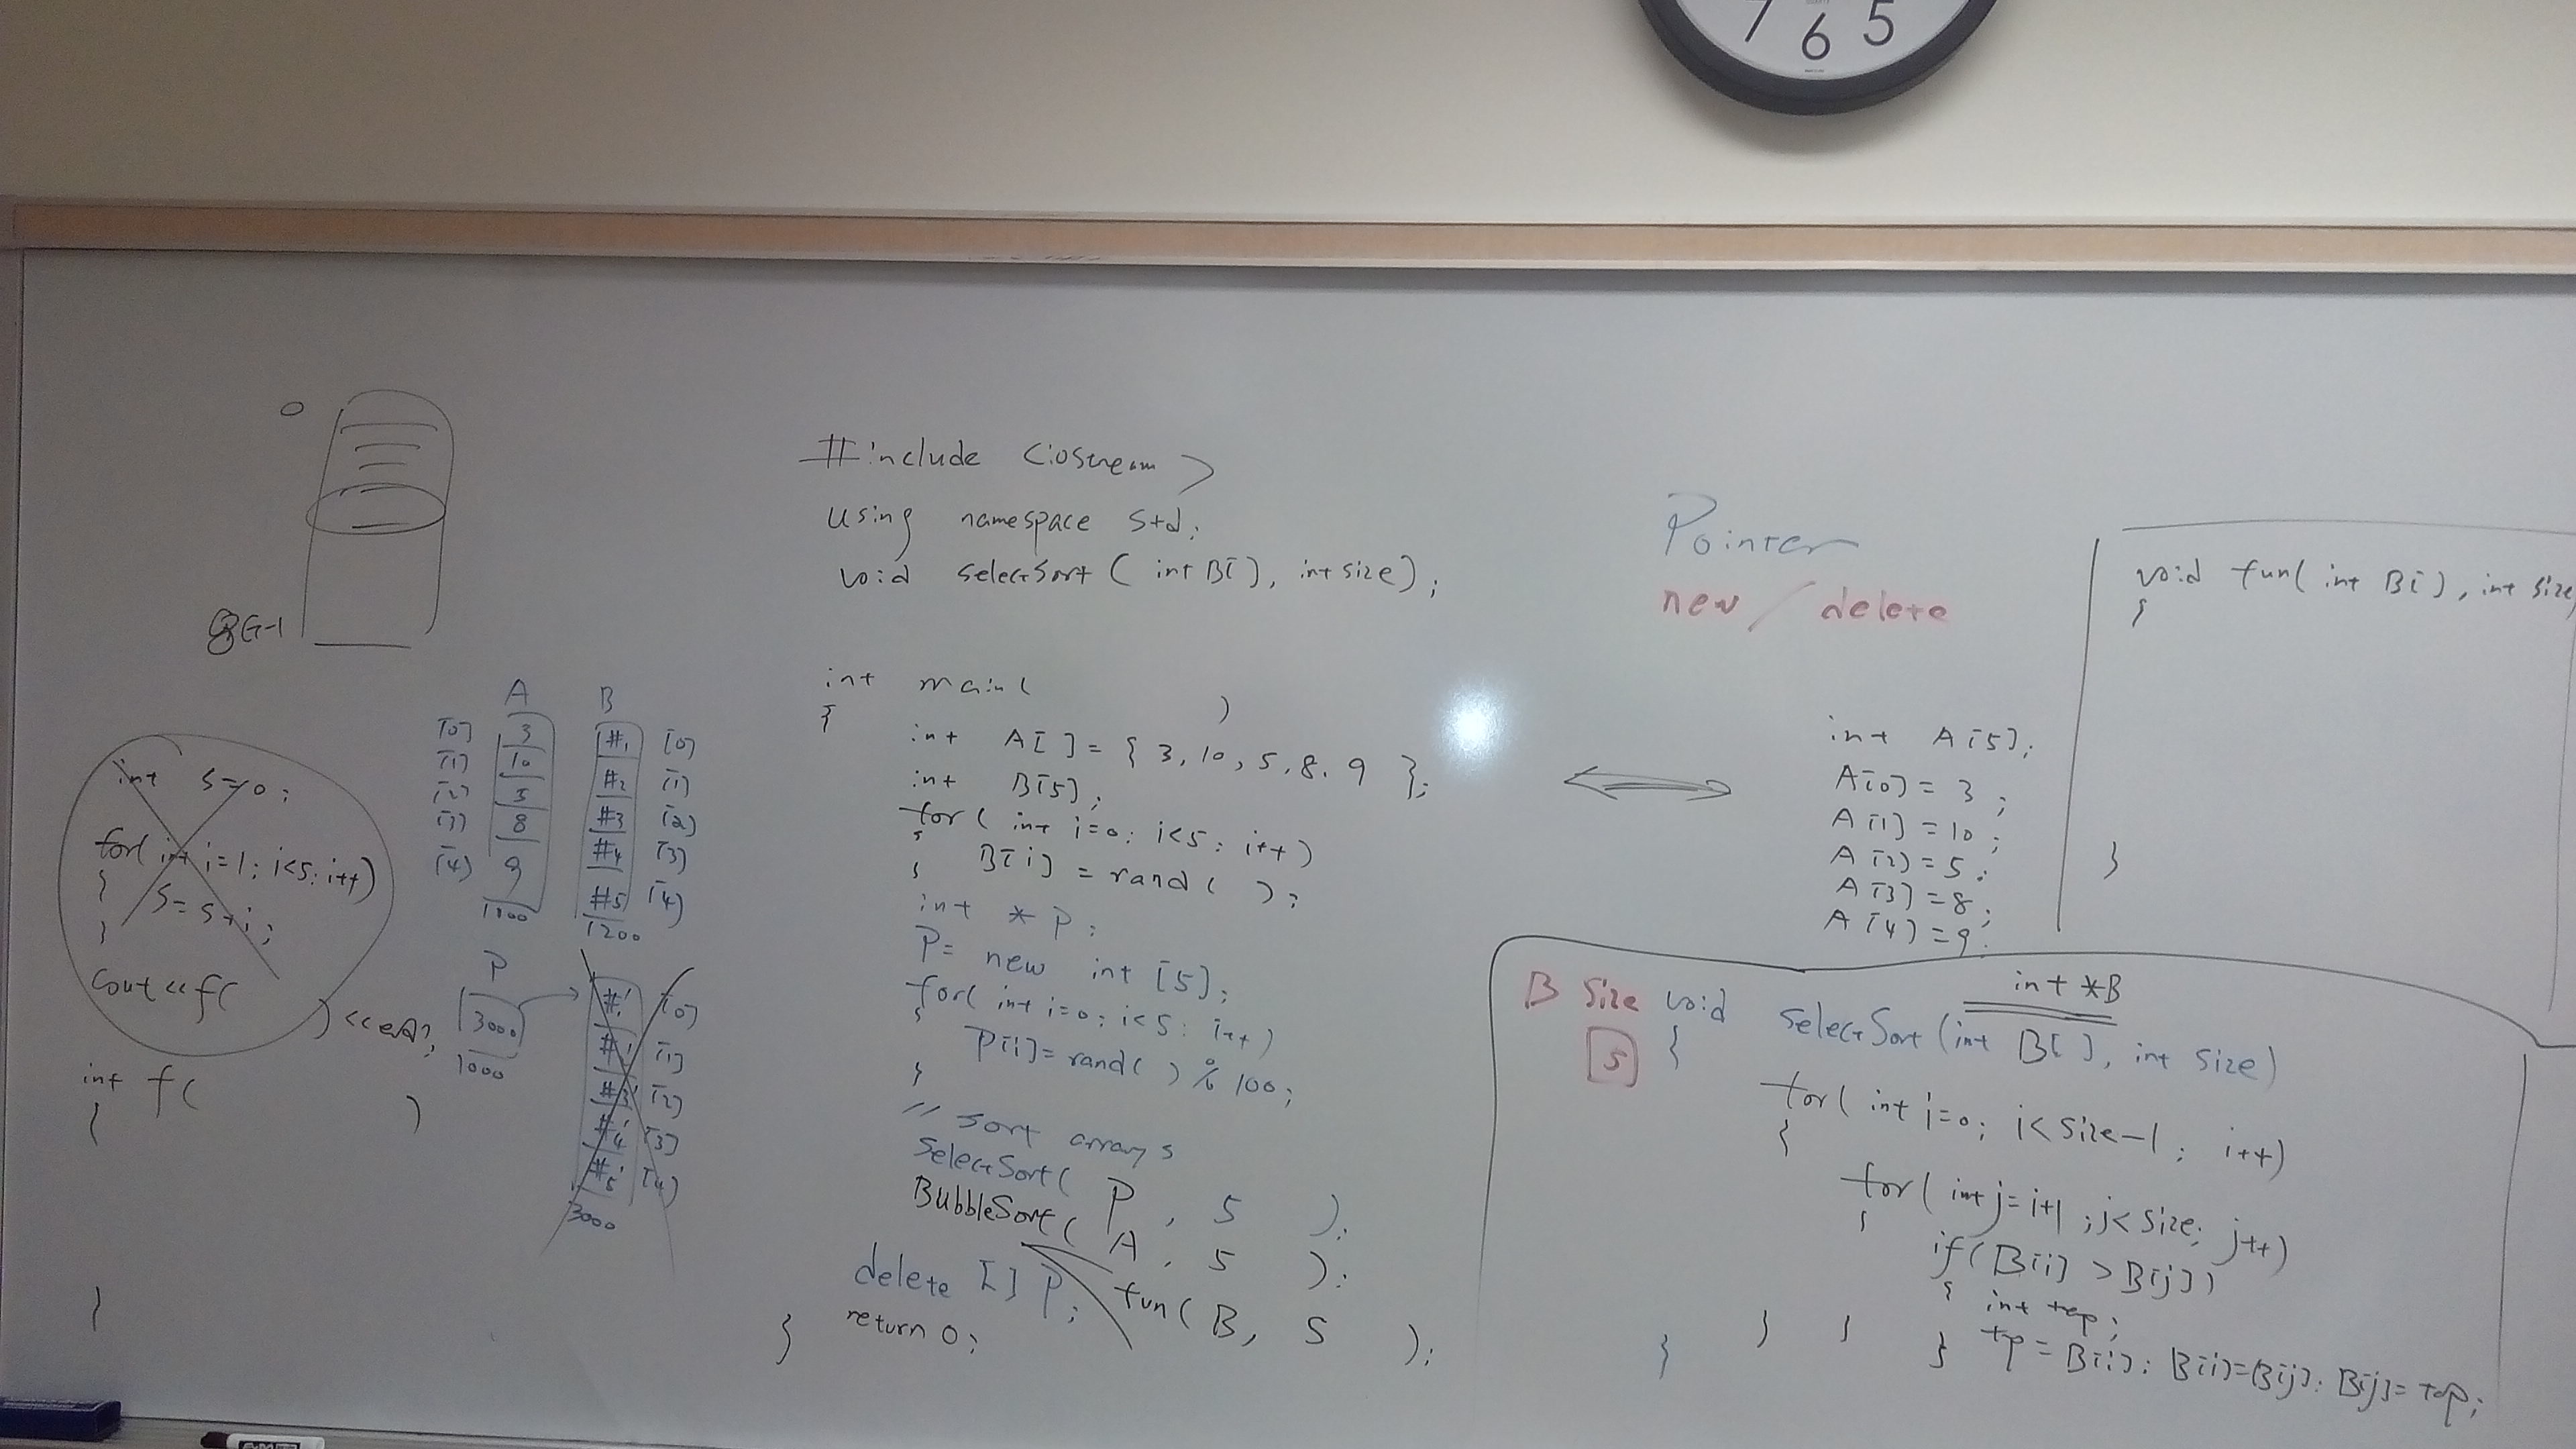 7 6 5
0
8G-1
#include <iostream>
using namespace std;
void selectSort ( int B[], int size);
int main(
)
{
int A[ ] = { 3, 10, 5, 8, 9 };
int B[5];
for ( int i=0; i<5; i++)
{
B[i] = rand( );
}
int * P;
P= new int [5];
for( int i=0; i<5; i++)
{
P[i]= rand( ) % 100;
}
// sort arrays
SelectSort( P, 5 );
BubbleSort( A, 5 );
fun( B, 5 );
delete [] P;
return 0;
}
A B
[0] 3 #1 [0]
[1] 10 #2 [1]
[2] 5 #3 [2]
[3] 8 #4 [3]
[4] 9 #5 [4]
1200
P
3000
1000
#1' [0]
[1]
#3' [2]
#4' [3]
#5' [4]
3000
int s=0;
for( int i=1; i<5; i++)
{
s= s+i;
}
cout << f( ) <<
int f( )
{
}
Pointer
new / delete
int A[5];
A[0] = 3;
A[1] = 10;
A[2] = 5;
A[3] = 8;
A[4] = 9;
void fun( int B[], int size
{
}
B size
5
int *B
void SelectSort (int B[ ], int size)
{
for( int i=0; i< size-1; i++)
{
for( int j=i+1; j< size; j++)
{
if( B[i] > B[j])
{
int tep;
tp = B[i]; B[i]=B[j]; B[j]= tep;
}
}
}
}